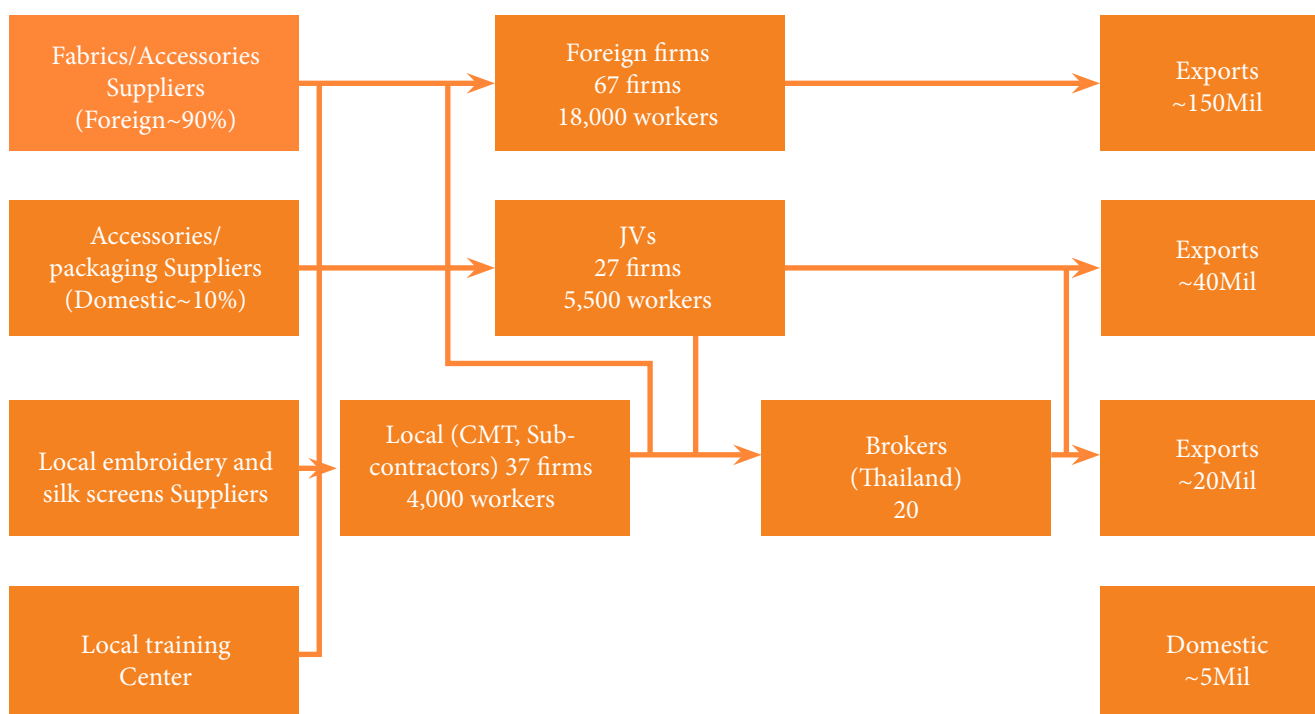 Fabrics/Accessories
Suppliers
(Foreign~90%)
Foreign firms
67 firms
18,000 workers
Exports
~150Mil
Accessories/
packaging Suppliers
(Domestic~10%)
JVs
27 firms
5,500 workers
Exports
~40Mil
Local embroidery and
silk screens Suppliers
Local (CMT, Sub-
contractors) 37 firms
4,000 workers
Brokers
(Thailand)
20
Exports
~20Mil
Local training
Center
Domestic
~5Mil